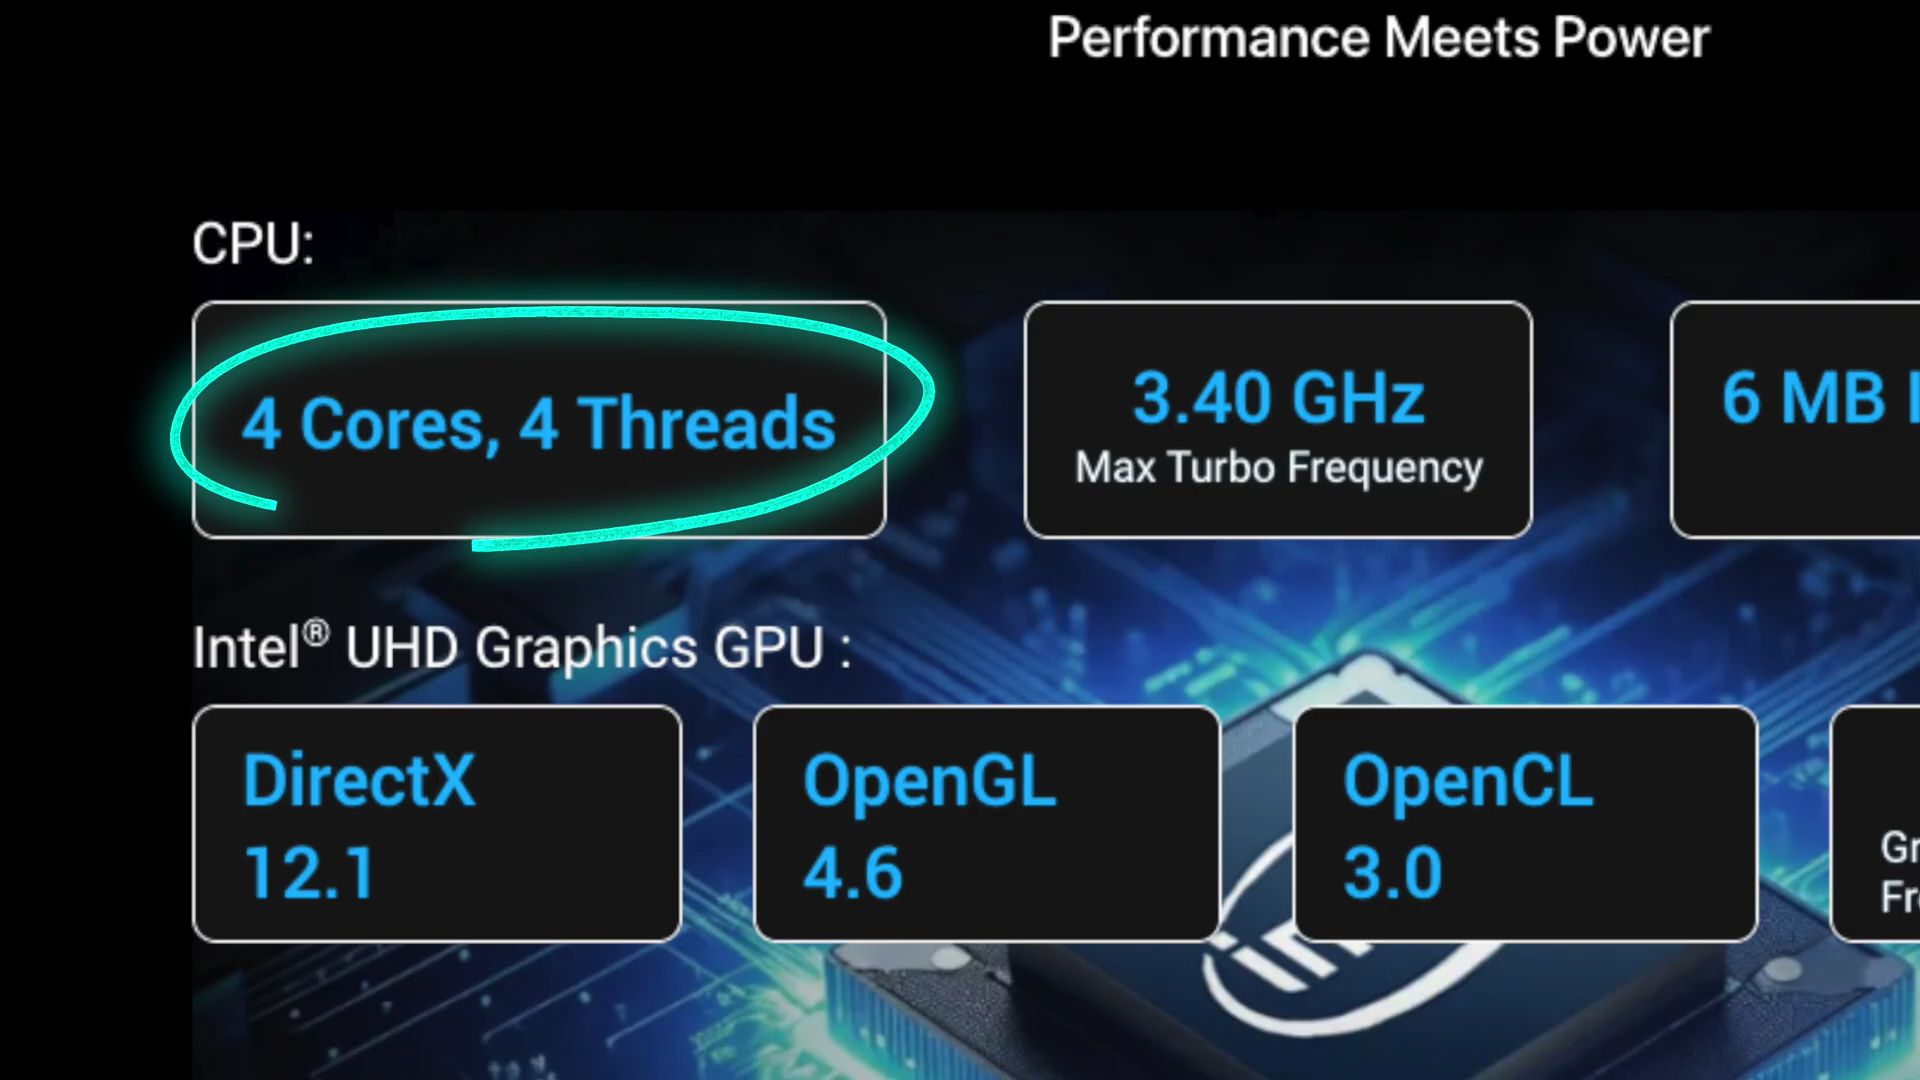 Performance Meets Power
CPU:
4 Cores, 4 Threads
3.40 GHz
Max Turbo Frequency
6 MB
Intel® UHD Graphics GPU :
DirectX
12.1
OpenGL
4.6
OpenCL
3.0